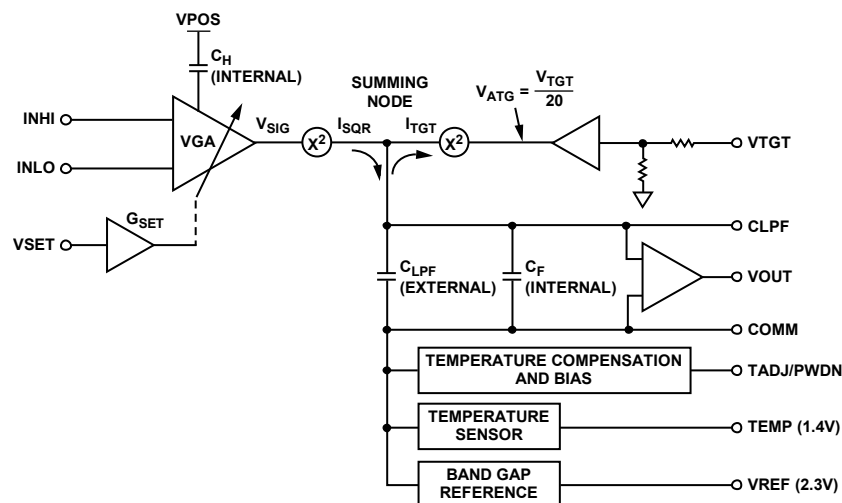 VPOS
C_H
(INTERNAL)
SUMMING
NODE
V_ATG = V_TGT
20
INHI
VGA
V_SIG
X²
I_SQR
I_TGT
X²
VTGT
INLO
G_SET
VSET
CLPF
C_LPF
(EXTERNAL)
C_F
(INTERNAL)
VOUT
COMM
TEMPERATURE COMPENSATION
AND BIAS
TADJ/PWDN
TEMPERATURE
SENSOR
TEMP (1.4V)
BAND GAP
REFERENCE
VREF (2.3V)